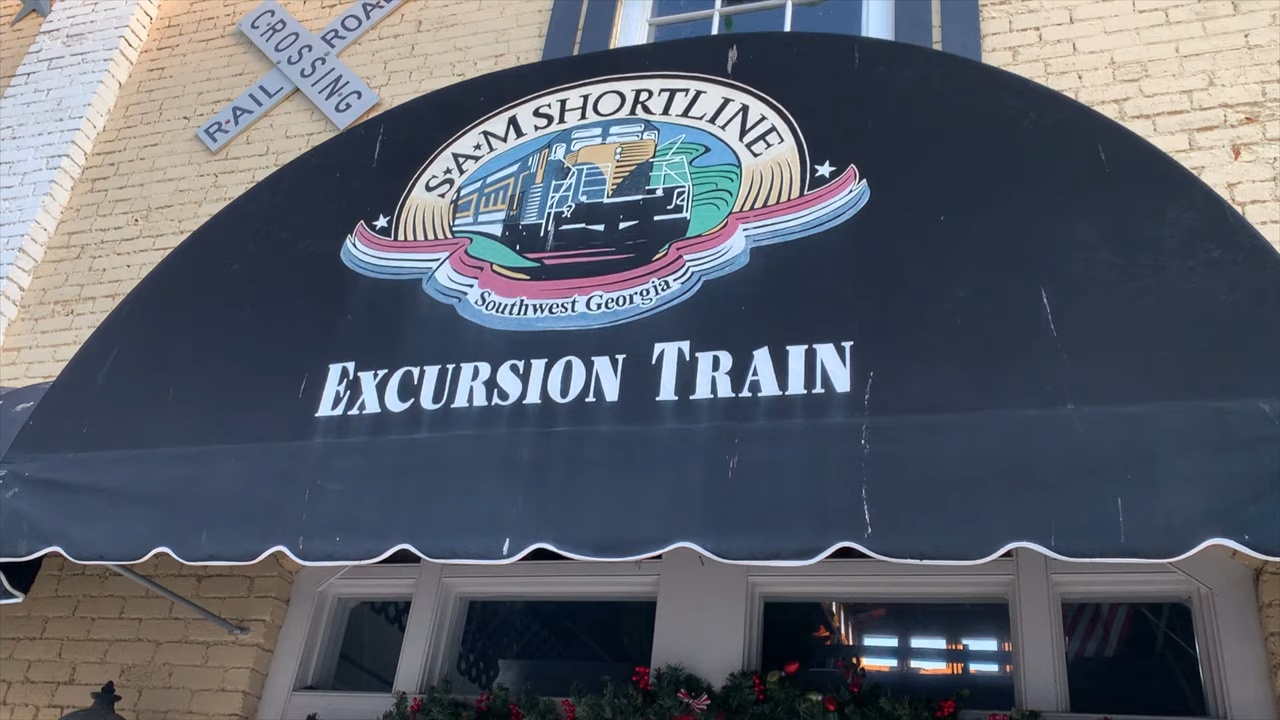 RAILROAD
CROSSING
S★A★M SHORTLINE
Southwest Georgia
EXCURSION TRAIN